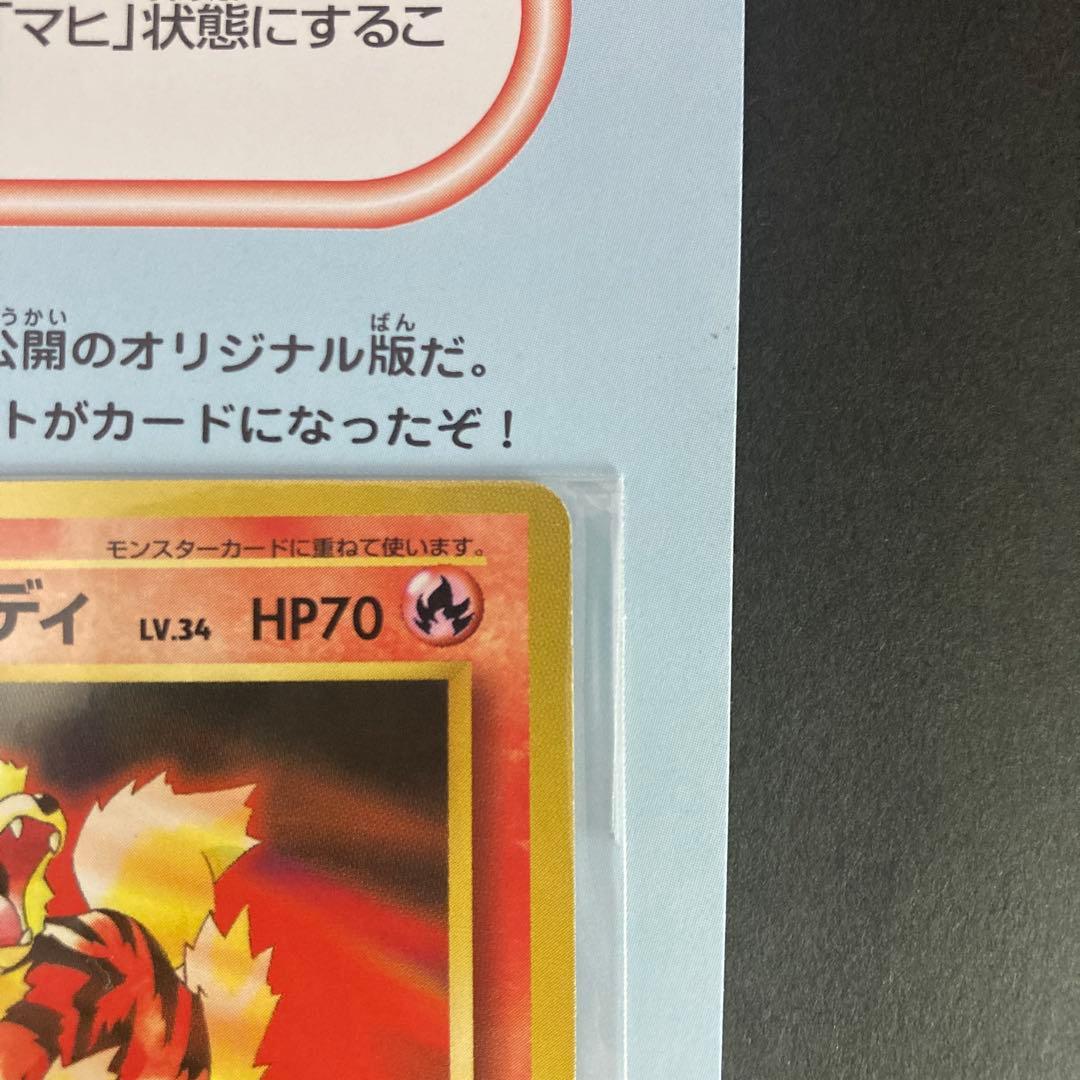 「マヒ」状態にするこ
うかい ばん
公開のオリジナル版だ。
トがカードになったぞ!
モンスターカードに重ねて使います。
ディ LV.34 HP70